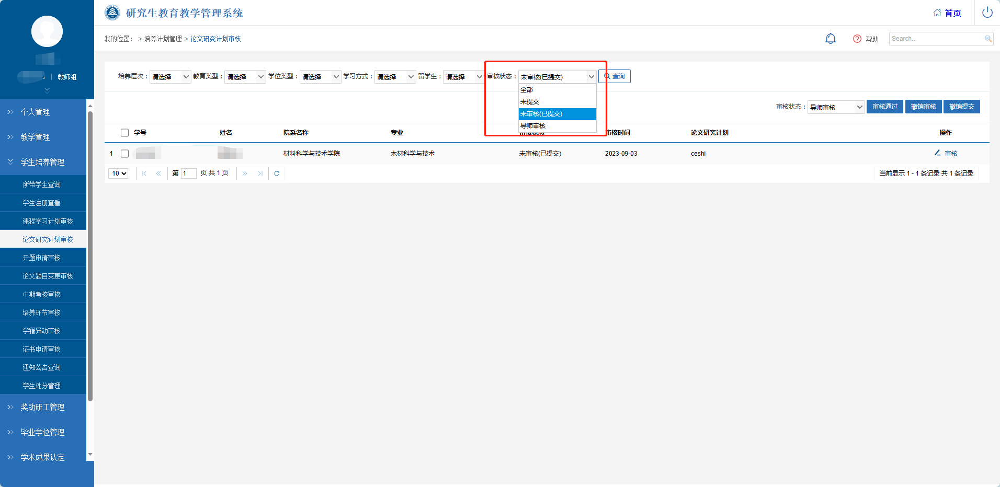 研究生教育教学管理系统
首页
我的位置： > 培养计划管理 > 论文研究计划审核
帮助
Search...
教师组
个人管理
教学管理
学生培养管理
所带学生查询
学生注册查看
课程学习计划审核
论文研究计划审核
开题申请审核
论文题目变更审核
中期考核审核
培养环节审核
学籍异动审核
证书申请审核
通知公告查询
学生处分管理
奖助研工管理
毕业学位管理
学术成果认定
培养层次： 请选择 教育类型： 请选择 学位类型： 请选择 学习方式： 请选择 留学生： 请选择 审核状态： 未审核(已提交) 查询
全部
未提交
未审核(已提交)
导师审核
审核状态： 导师审核 审核通过 撤销审核 撤销提交
学号 姓名 院系名称 专业 审核状态 审核时间 论文研究计划 操作
1 材料科学与技术学院 木材科学与技术 未审核(已提交) 2023-09-03 ceshi 审核
10 第 1 页 共 1 页 当前显示 1 - 1 条记录 共 1 条记录